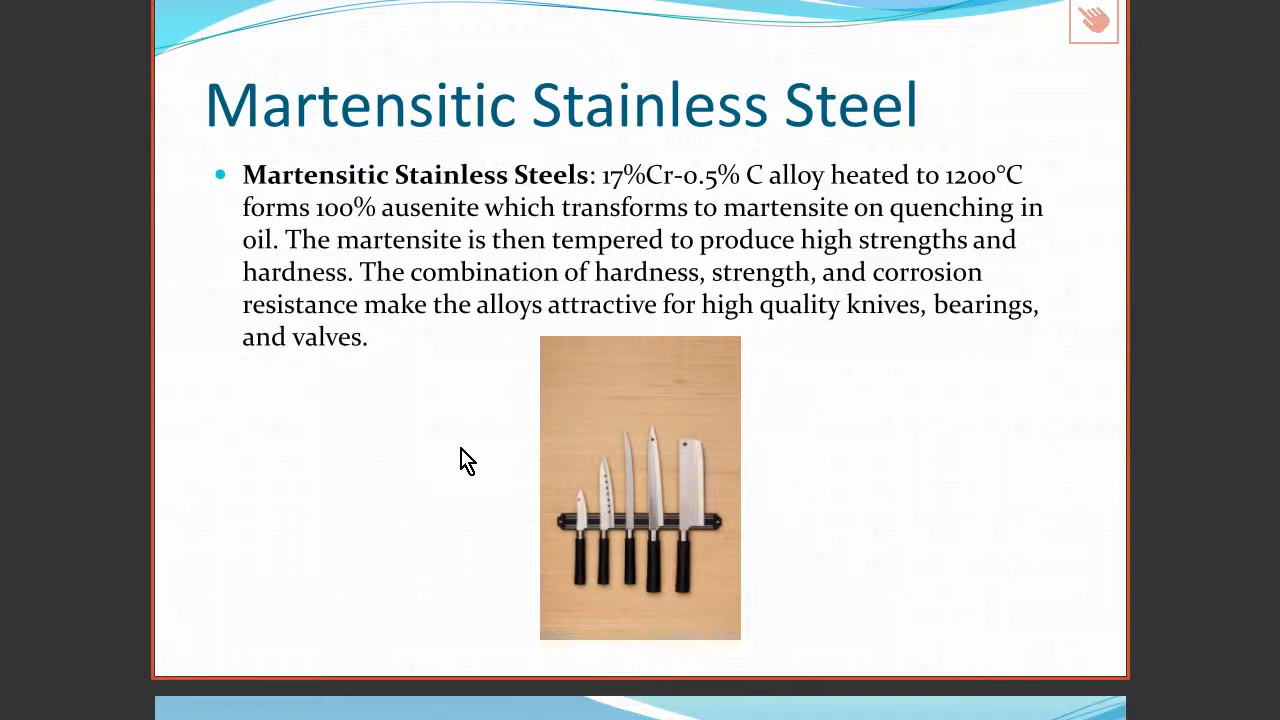 Martensitic Stainless Steel
Martensitic Stainless Steels: 17%Cr-0.5% C alloy heated to 1200°C
forms 100% ausenite which transforms to martensite on quenching in
oil. The martensite is then tempered to produce high strengths and
hardness. The combination of hardness, strength, and corrosion
resistance make the alloys attractive for high quality knives, bearings,
and valves.